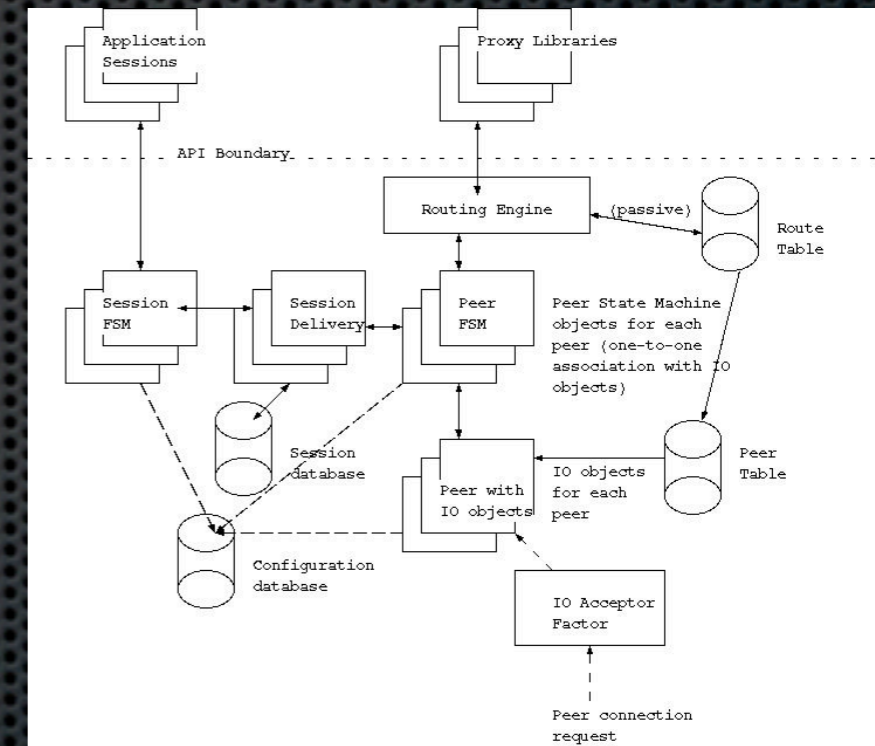 Application
Sessions
Proxy Libraries
API Boundary
Routing Engine
(passive)
Route
Table
Session
FSM
Session
Delivery
Peer
FSM
Peer State Machine
objects for each
peer (one-to-one
association with IO
objects)
Session
database
Peer with
IO objects
IO objects
for each
peer
Peer
Table
Configuration
database
IO Acceptor
Factor
Peer connection
request